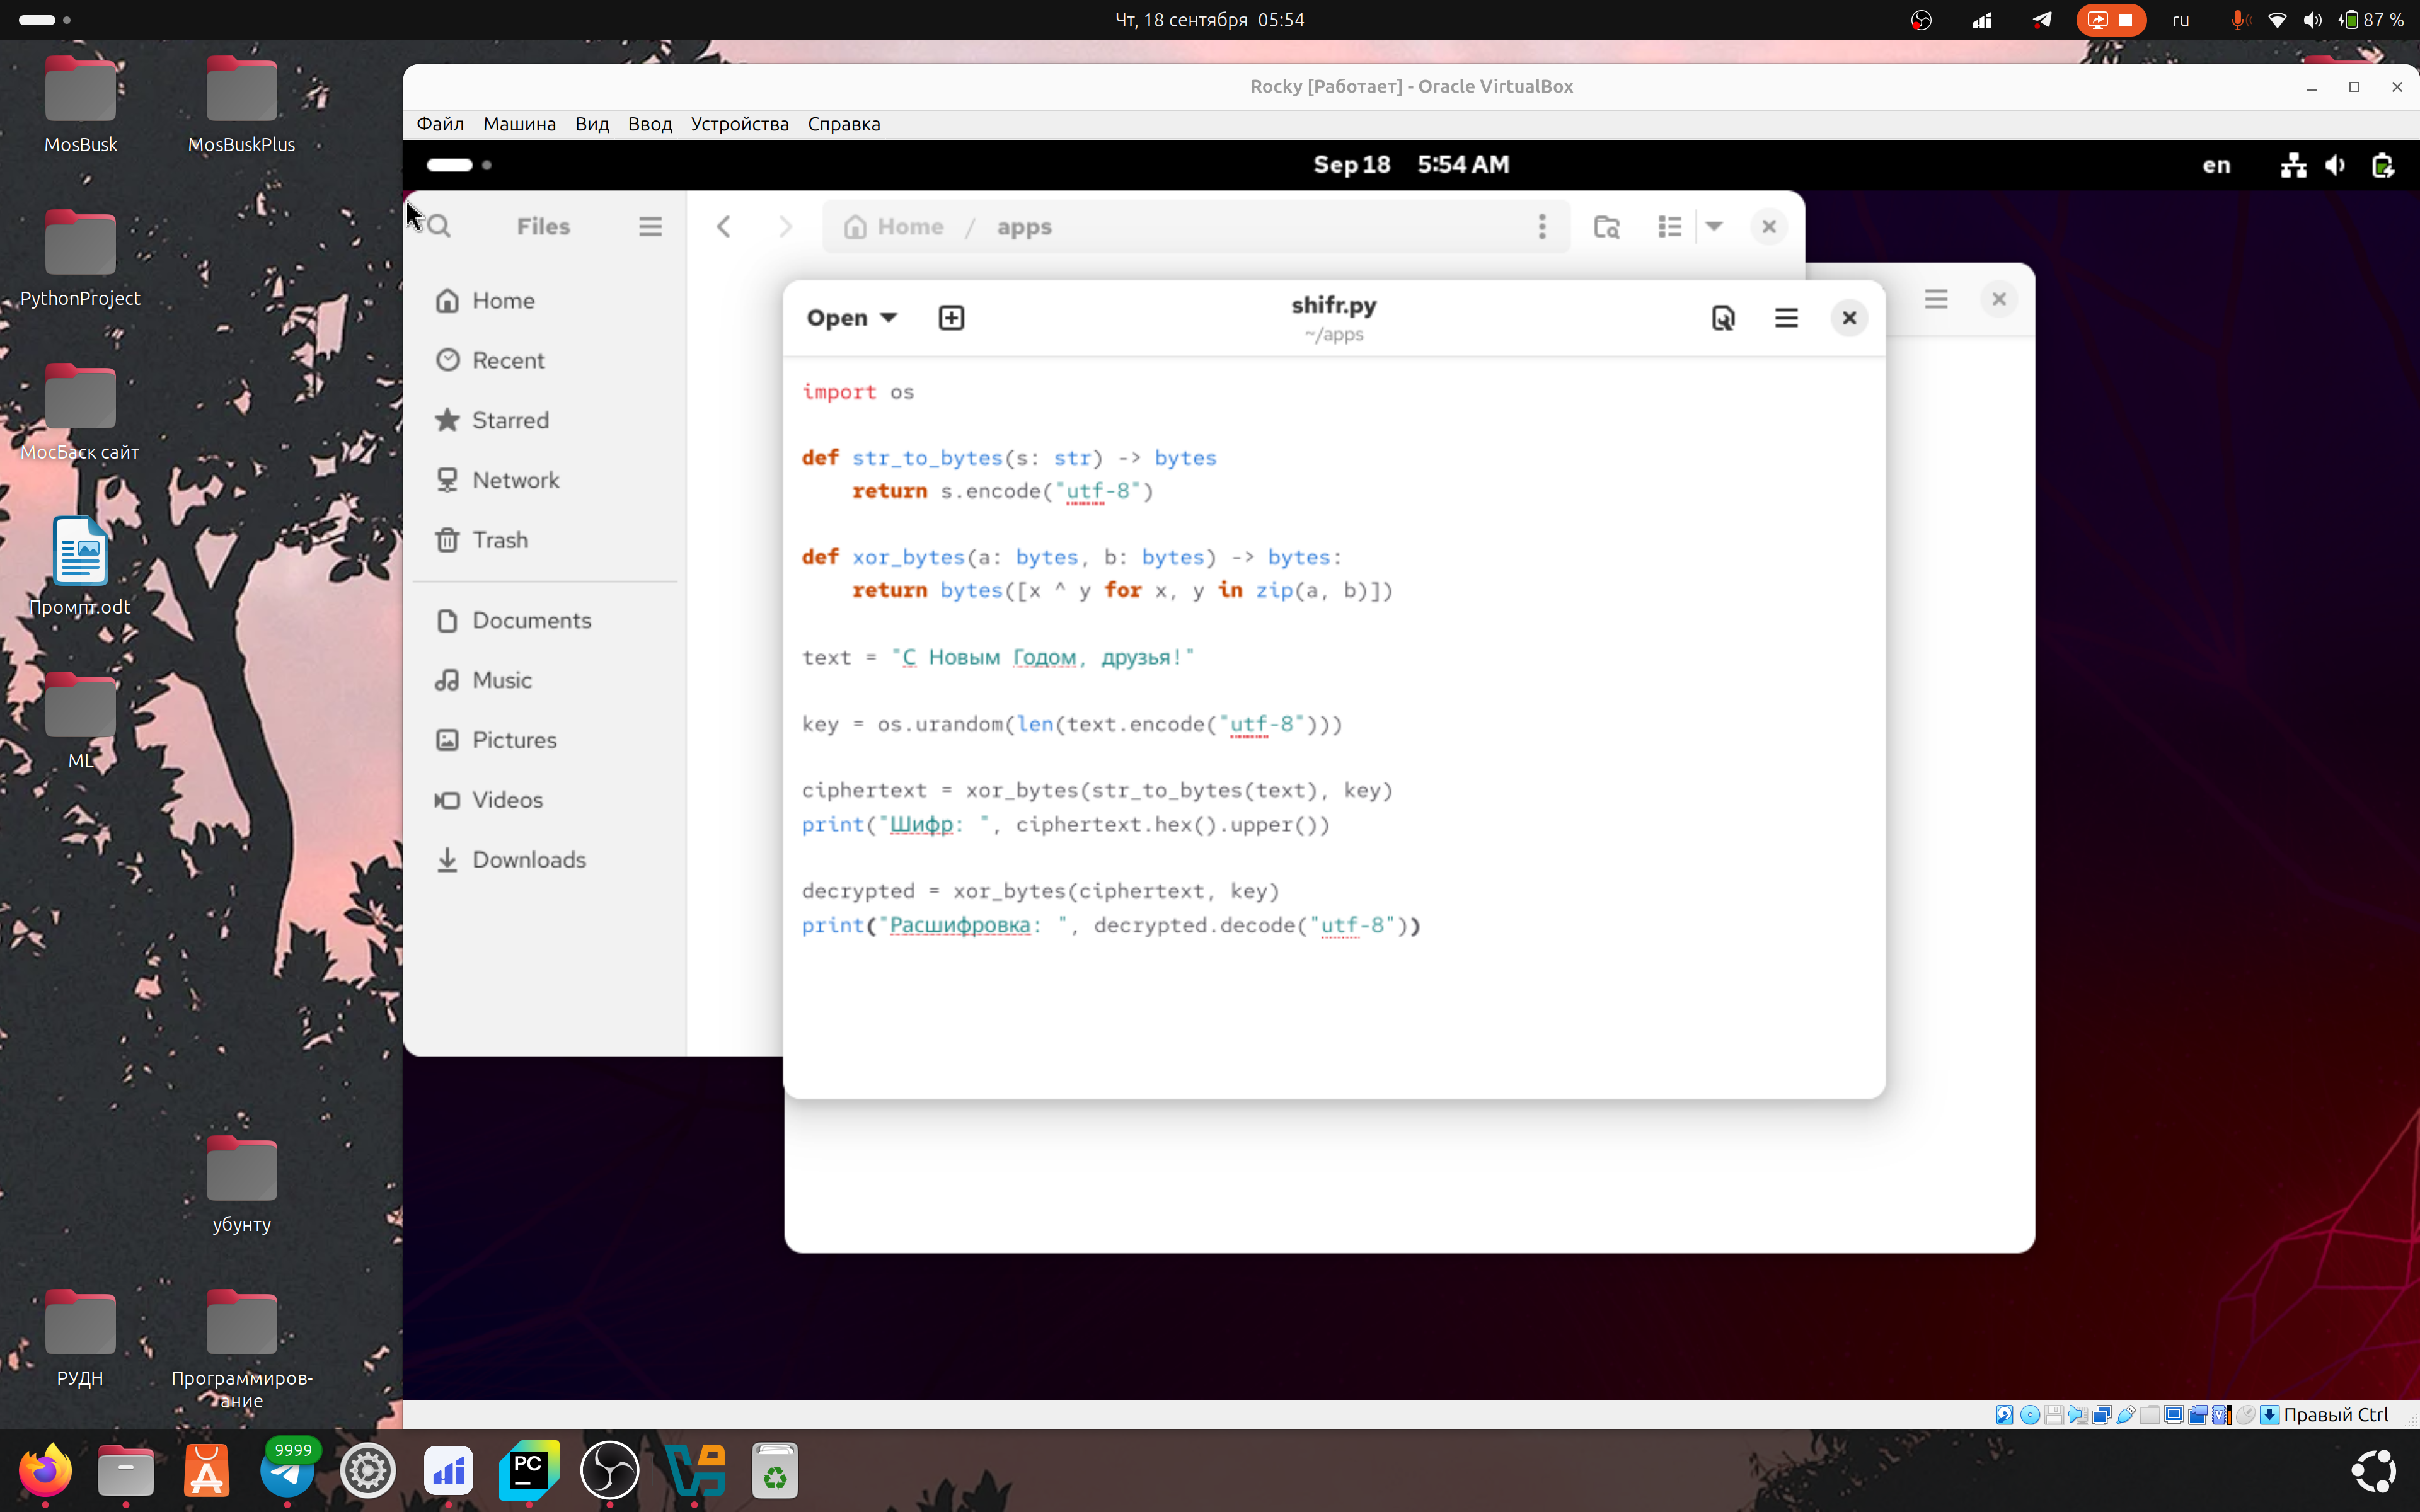 Чт, 18 сентября 05:54
ru
87 %
MosBusk
MosBuskPlus
PythonProject
МосБаск сайт
Промпт.odt
ML
убунту
РУДН
Программиров-
ание
Rocky [Работает] - Oracle VirtualBox
Файл Машина Вид Ввод Устройства Справка
Sep 18 5:54 AM
en
Files
Home / apps
Home
Recent
Starred
Network
Trash
Documents
Music
Pictures
Videos
Downloads
Open
shifr.py
~/apps
import os
def str_to_bytes(s: str) -> bytes
return s.encode("utf-8")
def xor_bytes(a: bytes, b: bytes) -> bytes:
return bytes([x ^ y for x, y in zip(a, b)])
text = "С Новым Годом, друзья!"
key = os.urandom(len(text.encode("utf-8")))
ciphertext = xor_bytes(str_to_bytes(text), key)
print("Шифр: ", ciphertext.hex().upper())
decrypted = xor_bytes(ciphertext, key)
print("Расшифровка: ", decrypted.decode("utf-8"))
Правый Ctrl
9999
PC